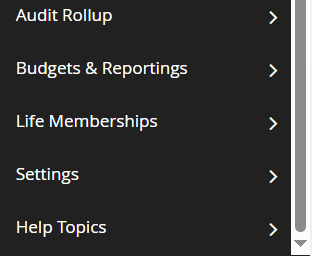 Audit Rollup
Budgets & Reportings
Life Memberships
Settings
Help Topics